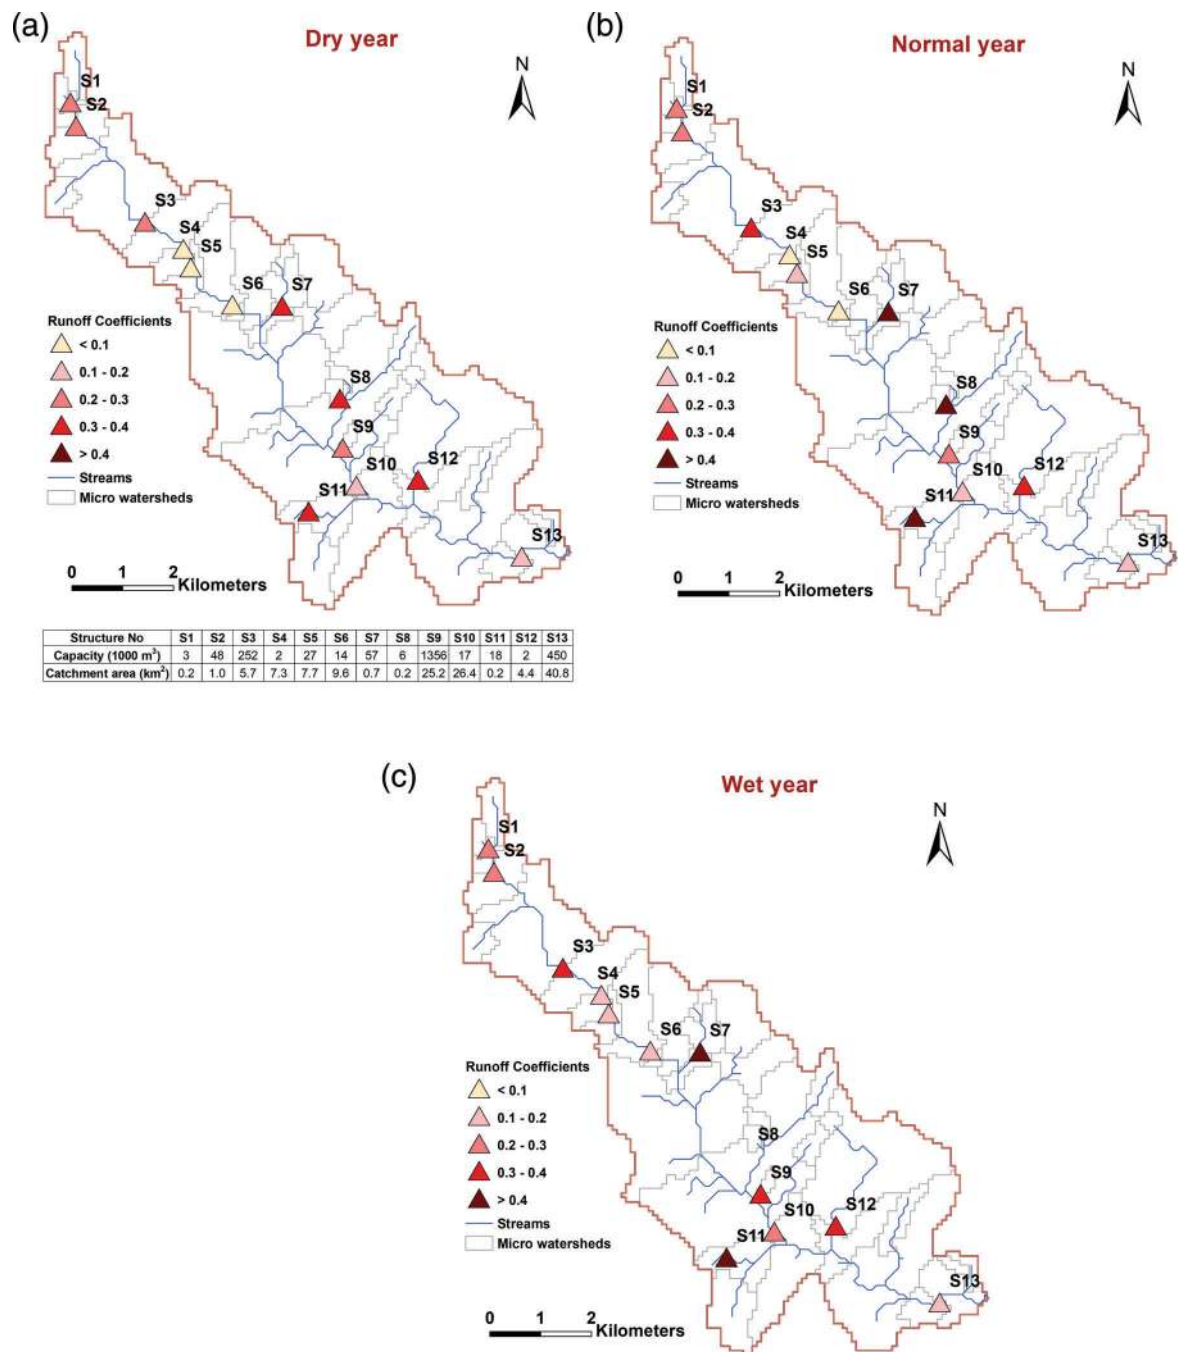 (a)
Dry year
N
S1
S2
S3
S4
S5
S6
S7
S8
S9
S10
S11
S12
S13
Runoff Coefficients
< 0.1
0.1 - 0.2
0.2 - 0.3
0.3 - 0.4
> 0.4
Streams
Micro watersheds
0 1 2 Kilometers
Structure No S1 S2 S3 S4 S5 S6 S7 S8 S9 S10 S11 S12 S13
Capacity (1000 m³) 3 48 252 2 27 14 57 6 1356 17 18 2 450
Catchment area (km²) 0.2 1.0 5.7 7.3 7.7 9.6 0.7 0.2 25.2 26.4 0.2 4.4 40.8
(b)
Normal year
N
S1
S2
S3
S4
S5
S6
S7
S8
S9
S10
S11
S12
S13
Runoff Coefficients
< 0.1
0.1 - 0.2
0.2 - 0.3
0.3 - 0.4
> 0.4
Streams
Micro watersheds
0 1 2 Kilometers
(c)
Wet year
N
S1
S2
S3
S4
S5
S6
S7
S8
S9
S10
S11
S12
S13
Runoff Coefficients
< 0.1
0.1 - 0.2
0.2 - 0.3
0.3 - 0.4
> 0.4
Streams
Micro watersheds
0 1 2 Kilometers